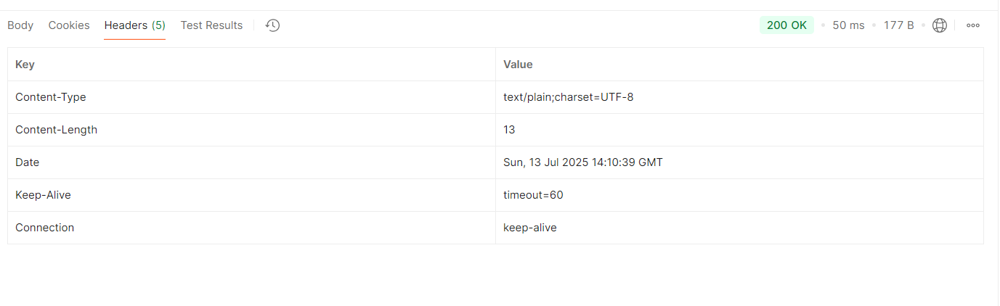 Body Cookies Headers (5) Test Results 200 OK 50 ms 177 B
Key Value
Content-Type text/plain;charset=UTF-8
Content-Length 13
Date Sun, 13 Jul 2025 14:10:39 GMT
Keep-Alive timeout=60
Connection keep-alive